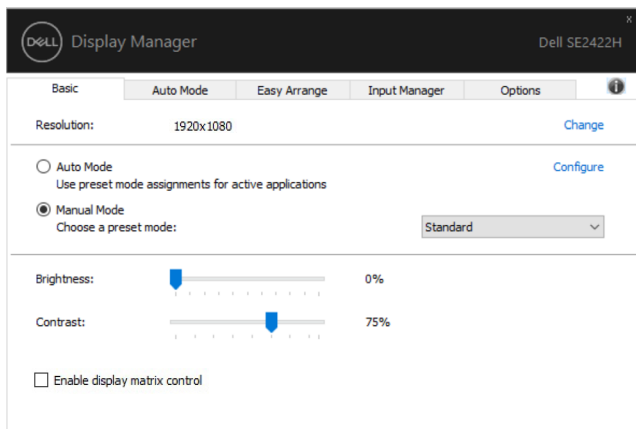 DELL Display Manager
x
Dell SE2422H
Basic Auto Mode Easy Arrange Input Manager Options i
Resolution: 1920x1080 Change
Auto Mode Configure
Use preset mode assignments for active applications
Manual Mode
Choose a preset mode: Standard
Brightness: 0%
Contrast: 75%
Enable display matrix control